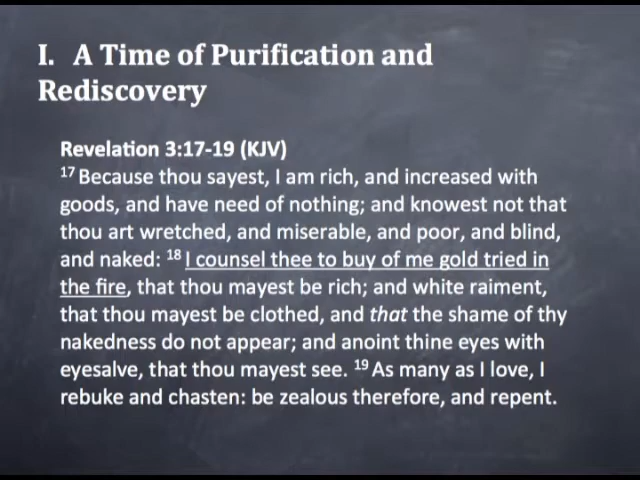 I. A Time of Purification and
Rediscovery
Revelation 3:17-19 (KJV)
17 Because thou sayest, I am rich, and increased with
goods, and have need of nothing; and knowest not that
thou art wretched, and miserable, and poor, and blind,
and naked: 18 I counsel thee to buy of me gold tried in
the fire, that thou mayest be rich; and white raiment,
that thou mayest be clothed, and that the shame of thy
nakedness do not appear; and anoint thine eyes with
eyesalve, that thou mayest see. 19 As many as I love, I
rebuke and chasten: be zealous therefore, and repent.